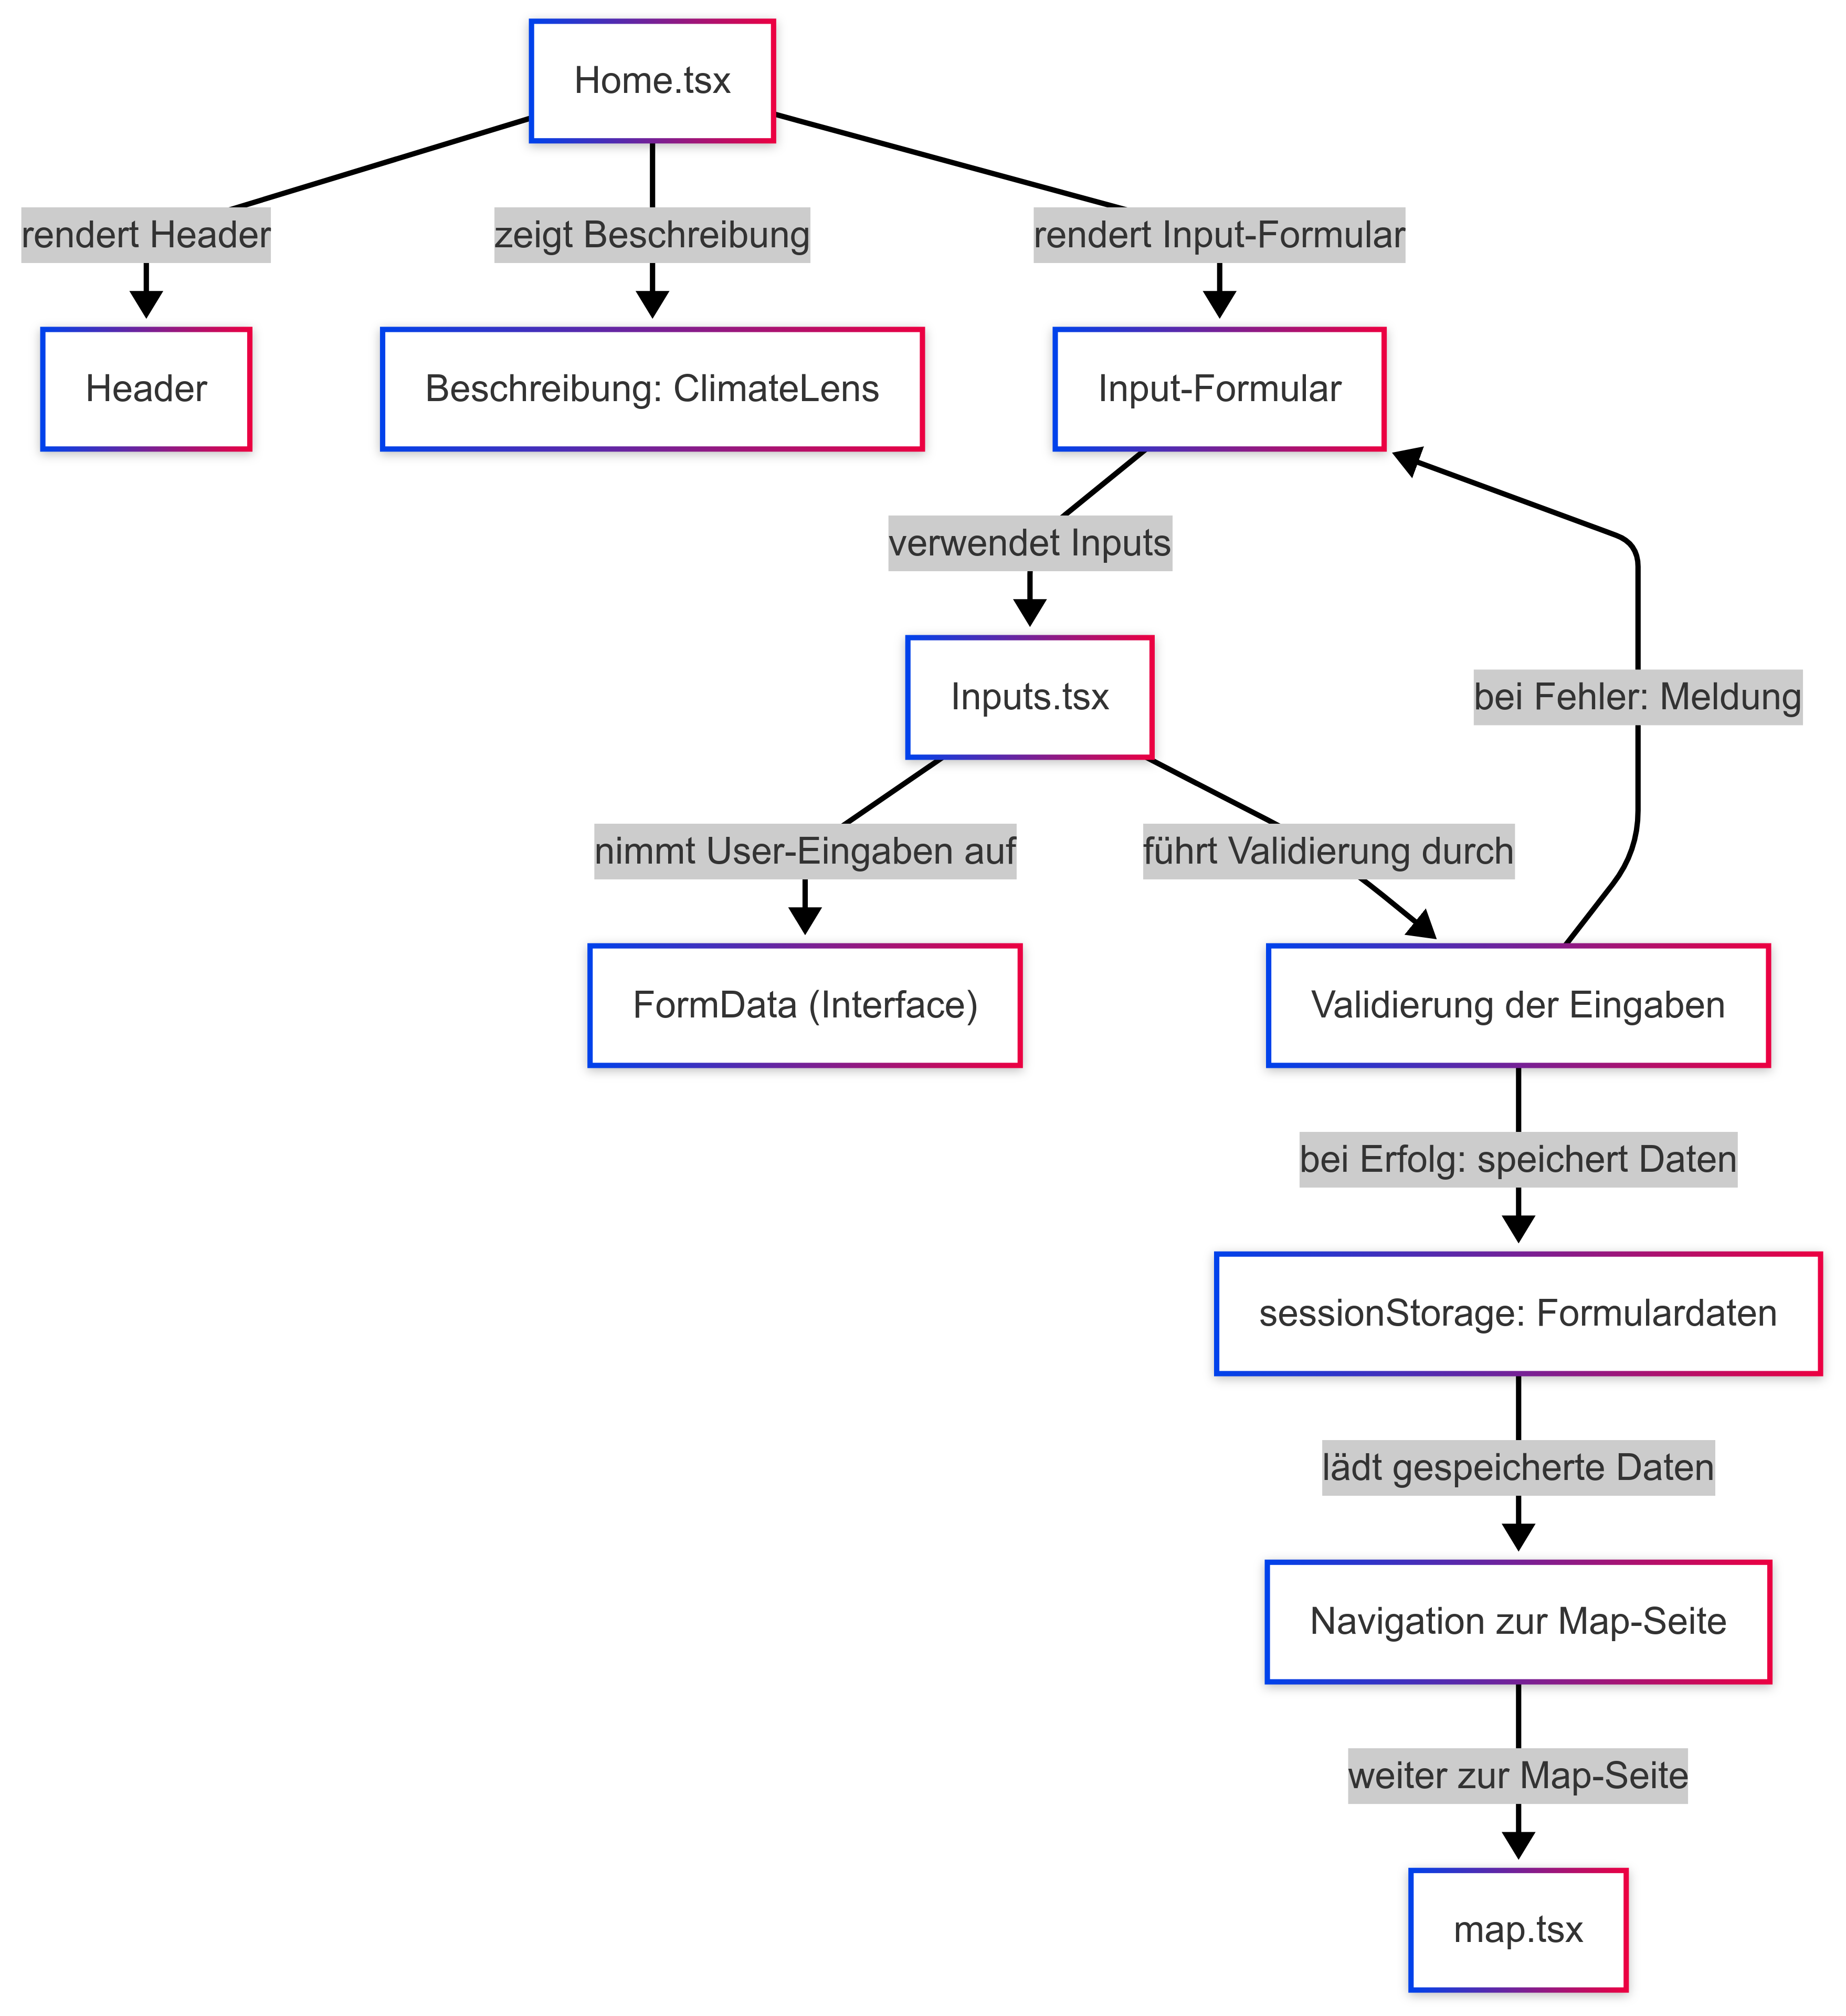 Home.tsx
rendert Header
zeigt Beschreibung
rendert Input-Formular
Header
Beschreibung: ClimateLens
Input-Formular
verwendet Inputs
Inputs.tsx
bei Fehler: Meldung
nimmt User-Eingaben auf
führt Validierung durch
FormData (Interface)
Validierung der Eingaben
bei Erfolg: speichert Daten
sessionStorage: Formulardaten
lädt gespeicherte Daten
Navigation zur Map-Seite
weiter zur Map-Seite
map.tsx